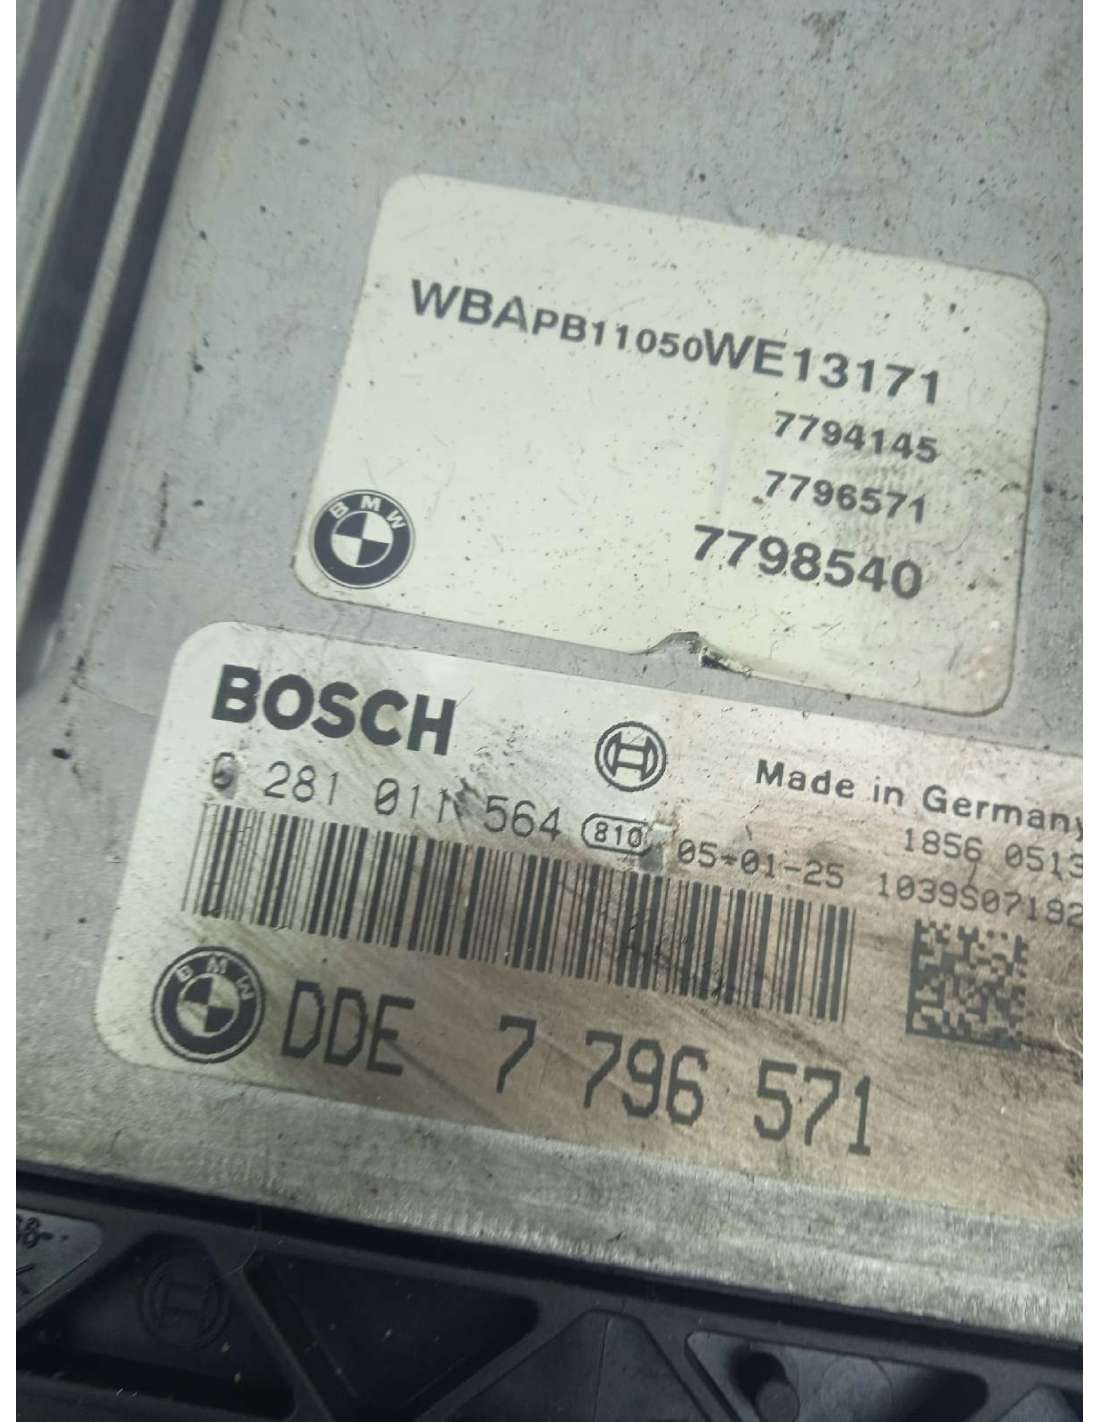 WBAPB11050WE13171
7794145
7796571
7798540
BMW
BOSCH
Made in Germany
0 281 011 564 810 05-01-25
1856 0513
1039S07192
BMW
DDE 7 796 571